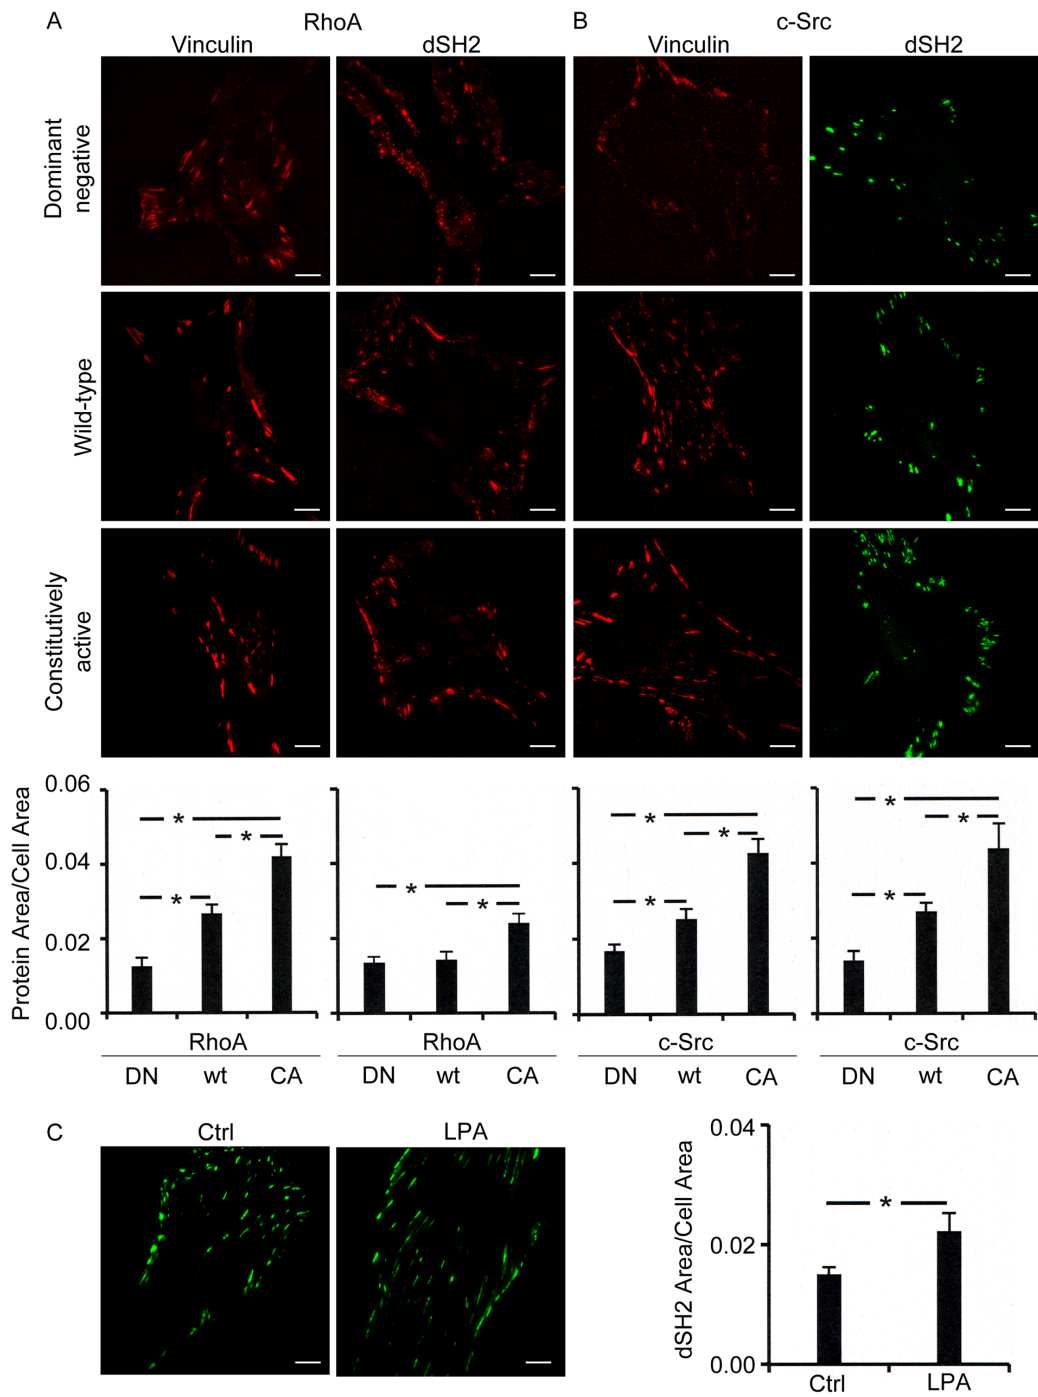 A RhoA B c-Src
Vinculin dSH2 Vinculin dSH2
Dominant
negative
Wild-type
Constitutively
active
Protein Area/Cell Area
0.06
0.04
0.02
0.00
* * *
* * *
* * *
* * *
RhoA RhoA c-Src c-Src
DN wt CA DN wt CA DN wt CA DN wt CA
C Ctrl LPA
dSH2 Area/Cell Area
0.04
0.02
0.00
*
Ctrl LPA